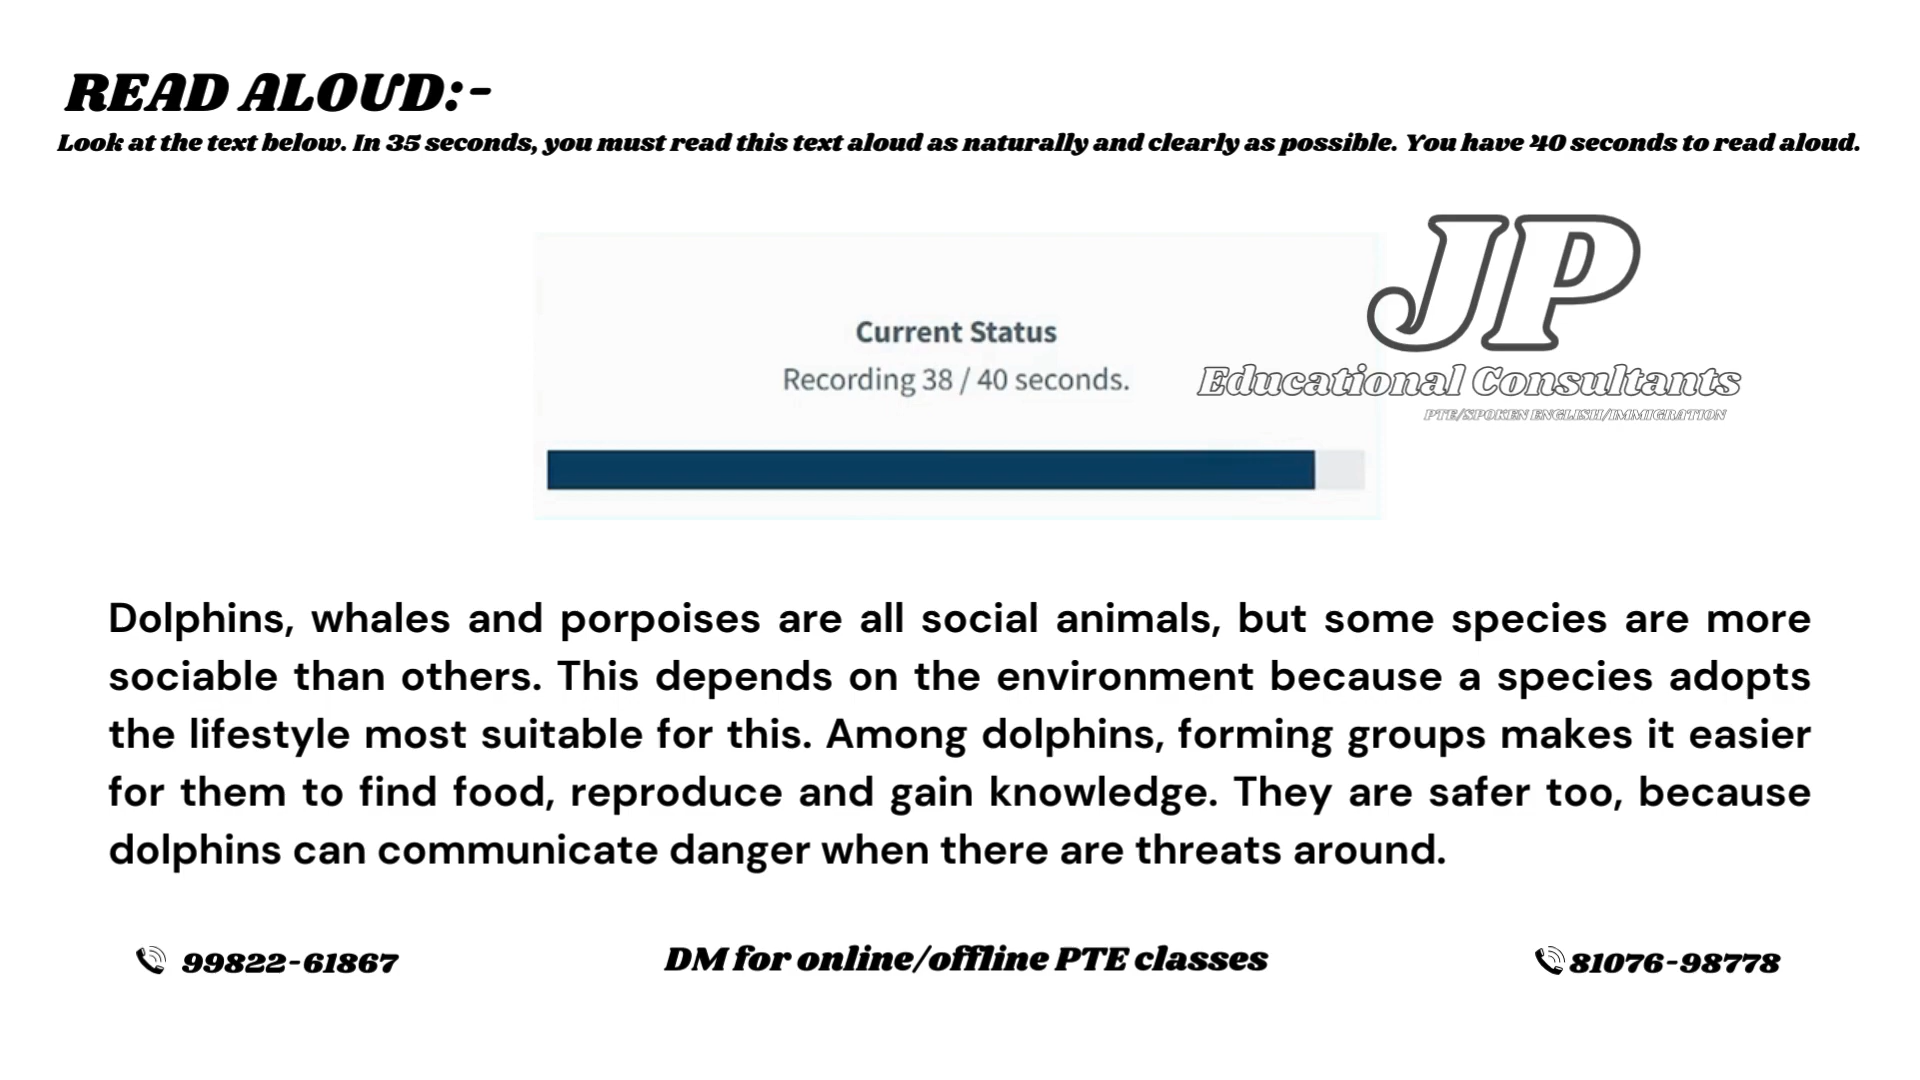 READ ALOUD:-
Look at the text below. In 35 seconds, you must read this text aloud as naturally and clearly as possible. You have 40 seconds to read aloud.
JP
Educational Consultants
PTE/SPOKEN ENGLISH/IMMIGRATION
Current Status
Recording 38 / 40 seconds.
Dolphins, whales and porpoises are all social animals, but some species are more
sociable than others. This depends on the environment because a species adopts
the lifestyle most suitable for this. Among dolphins, forming groups makes it easier
for them to find food, reproduce and gain knowledge. They are safer too, because
dolphins can communicate danger when there are threats around.
99822-61867
DM for online/offline PTE classes
81076-98778